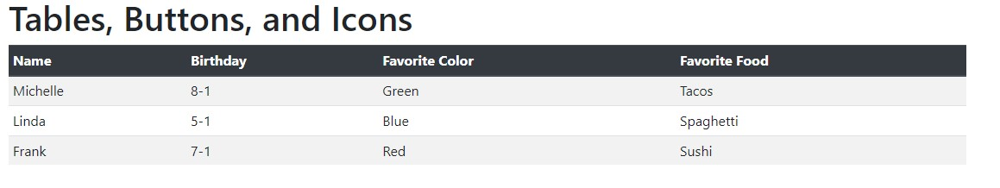 Tables, Buttons, and Icons
Name Birthday Favorite Color Favorite Food
Michelle 8-1 Green Tacos
Linda 5-1 Blue Spaghetti
Frank 7-1 Red Sushi